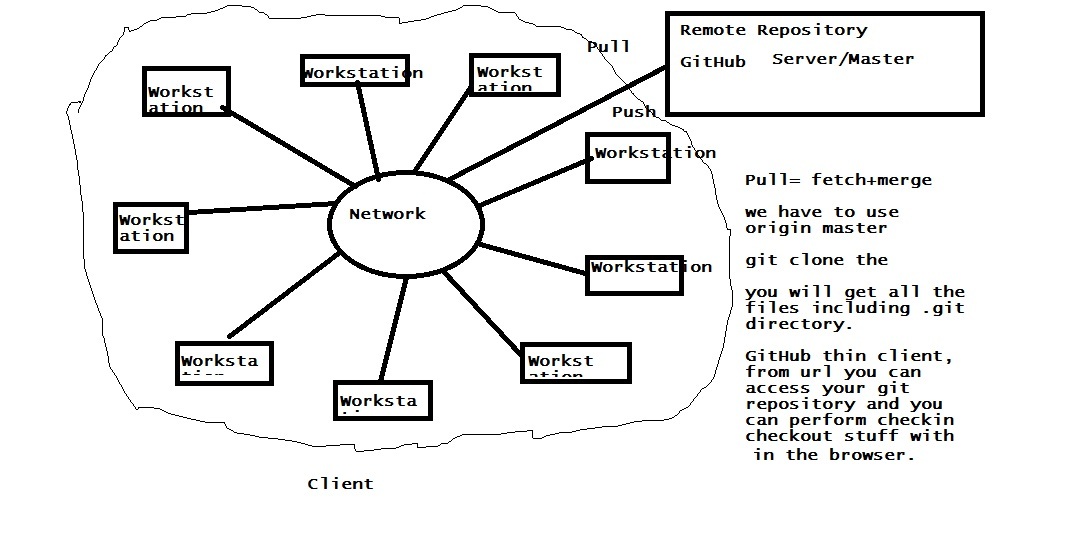 Pull
Remote Repository
GitHub Server/Master
Workstation
Workst
ation
Workst
ation
Push
Workstation
Pull= fetch+merge
Workst
ation
Network
we have to use
origin master
git clone the
Workstation
you will get all the
files including .git
directory.
Worksta
tion
Workst
ation
Worksta
GitHub thin client,
from url you can
access your git
repository and you
can perform checkin
checkout stuff with
in the browser.
Client